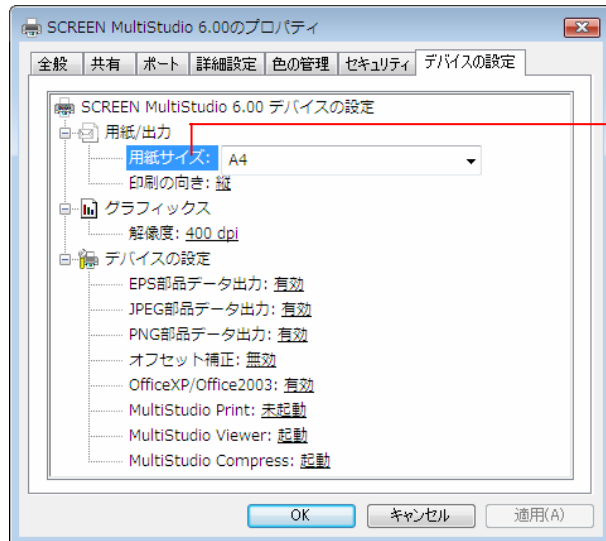 SCREEN MultiStudio 6.00のプロパティ
全般 共有 ポート 詳細設定 色の管理 セキュリティ デバイスの設定
SCREEN MultiStudio 6.00 デバイスの設定
用紙/出力
用紙サイズ: A4
印刷の向き: 縦
グラフィックス
解像度: 400 dpi
デバイスの設定
EPS部品データ出力: 有効
JPEG部品データ出力: 有効
PNG部品データ出力: 有効
オフセット補正: 無効
OfficeXP/Office2003: 有効
MultiStudio Print: 未起動
MultiStudio Viewer: 起動
MultiStudio Compress: 起動
OK キャンセル 適用(A)